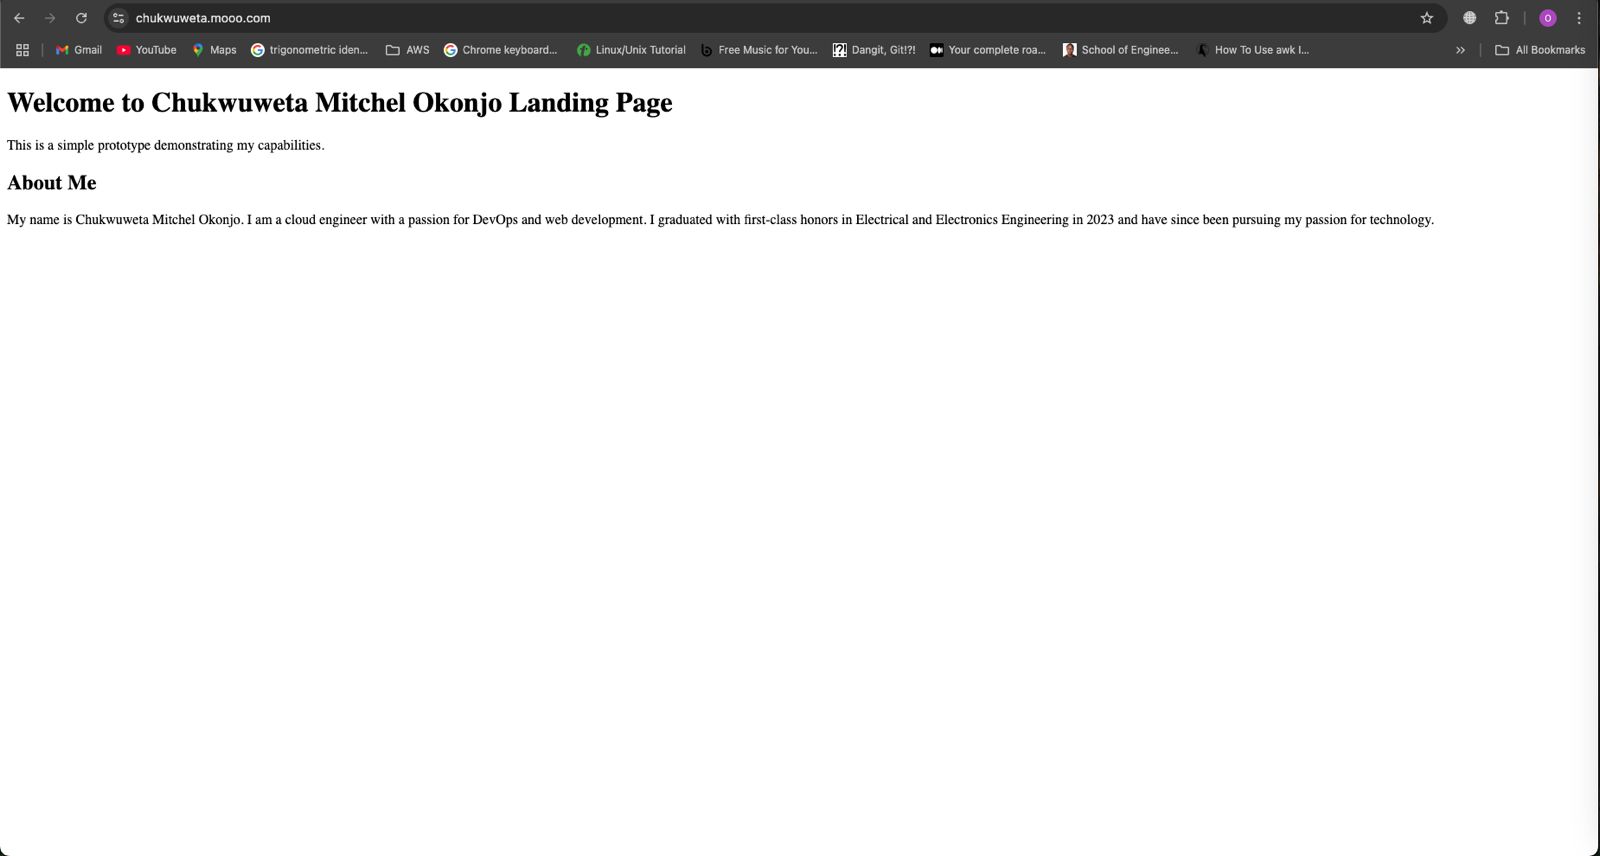 chukwuweta.mooo.com
Gmail YouTube Maps trigonometric iden... AWS Chrome keyboard... Linux/Unix Tutorial Free Music for You... Dangit, Git!?! Your complete roa... School of Enginee... How To Use awk I... All Bookmarks
Welcome to Chukwuweta Mitchel Okonjo Landing Page
This is a simple prototype demonstrating my capabilities.
About Me
My name is Chukwuweta Mitchel Okonjo. I am a cloud engineer with a passion for DevOps and web development. I graduated with first-class honors in Electrical and Electronics Engineering in 2023 and have since been pursuing my passion for technology.